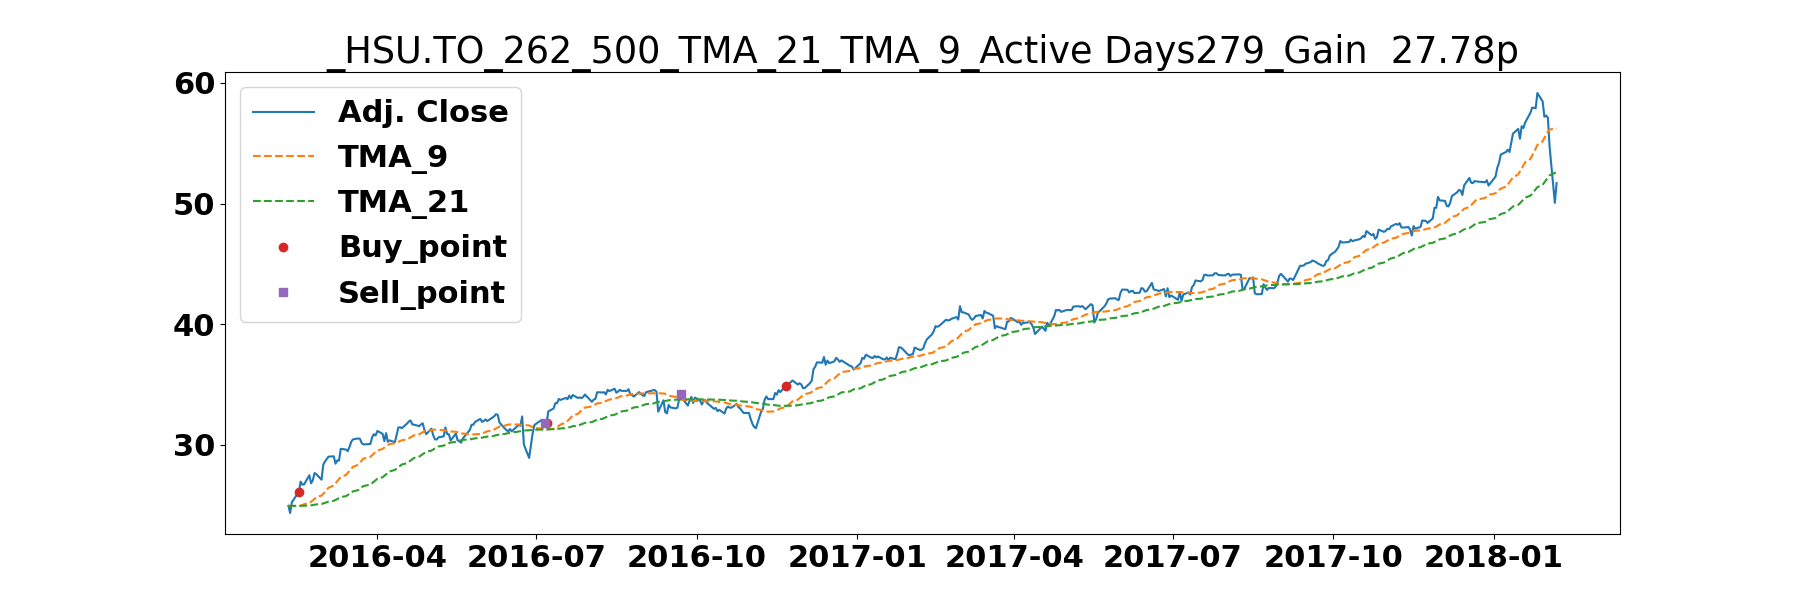 _HSU.TO_262_500_TMA_21_TMA_9_Active Days279_Gain  27.78p
60
50
40
30
Adj. Close
TMA_9
TMA_21
Buy_point
Sell_point
2016-04 2016-07 2016-10 2017-01 2017-04 2017-07 2017-10 2018-01